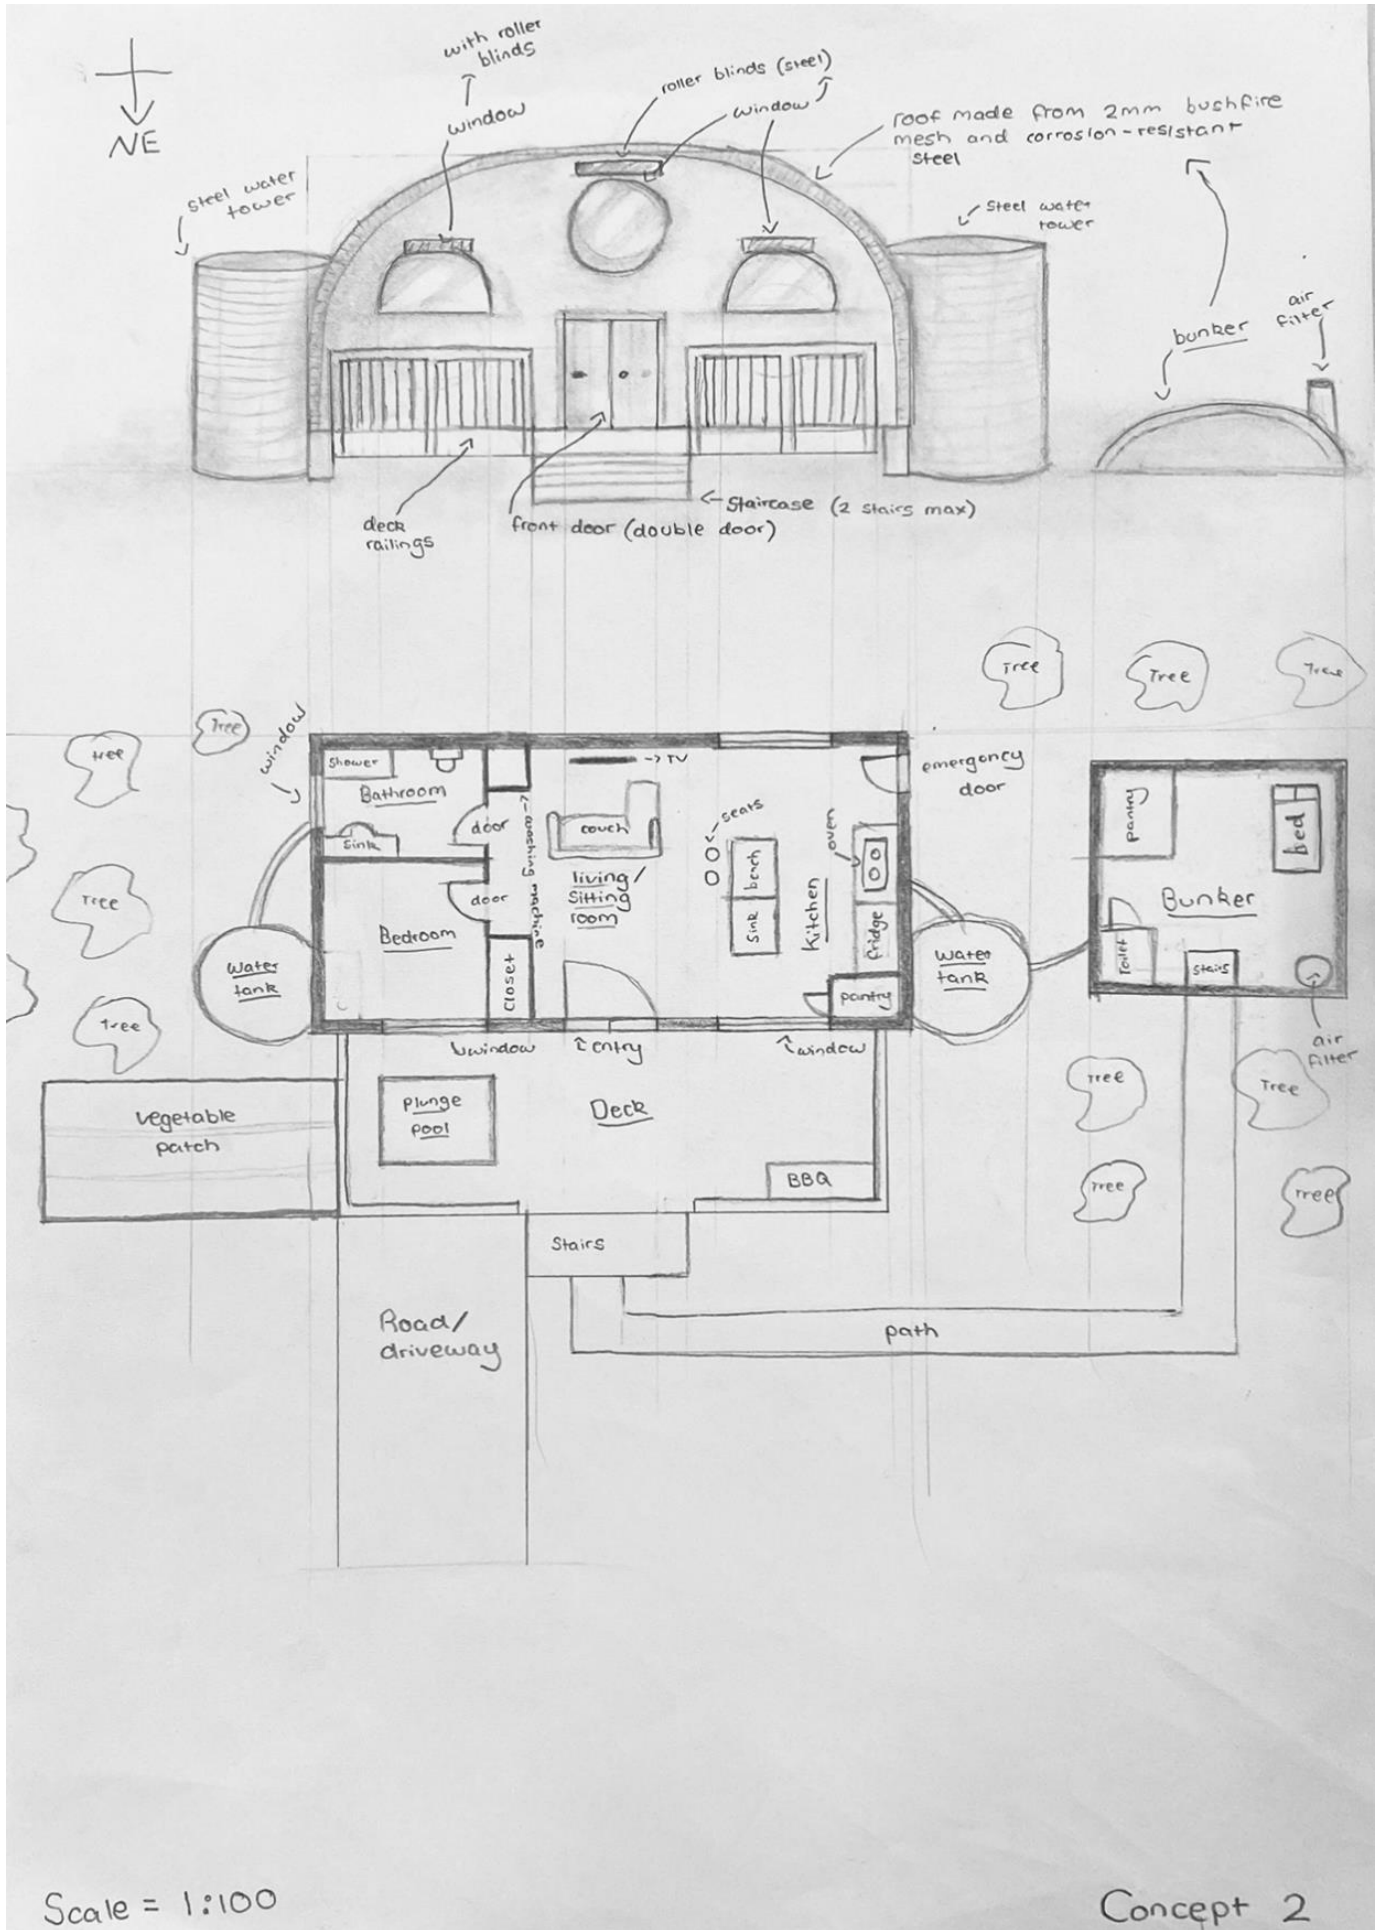 NE
with roller
blinds
window
roller blinds (steel)
window
roof made from 2mm bushfire
mesh and corrosion-resistant
steel
steel water
tower
steel water
tower
air
filter
bunker
deck
railings
front door (double door)
Staircase (2 stairs max)
Tree
Tree
Tree
Tree
Tree
window
shower
Bathroom
sink
door
washing machine
TV
couch
living/
Sitting
room
seats
bench
sink
Kitchen
oven
fridge
pantry
emergency
door
pantry
bed
Bunker
toilet
stairs
air
filter
Tree
door
Bedroom
closet
Water
tank
Water
tank
Tree
window
entry
window
Tree
Tree
vegetable
patch
plunge
pool
Deck
BBQ
Tree
Tree
Stairs
Road/
driveway
path
Scale = 1:100
Concept 2